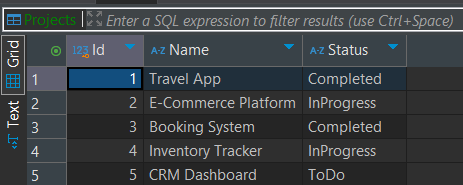 Projects Enter a SQL expression to filter results (use Ctrl+Space)
Grid
Text
123 Id A-Z Name A-Z Status
1 1 Travel App Completed
2 2 E-Commerce Platform InProgress
3 3 Booking System Completed
4 4 Inventory Tracker InProgress
5 5 CRM Dashboard ToDo